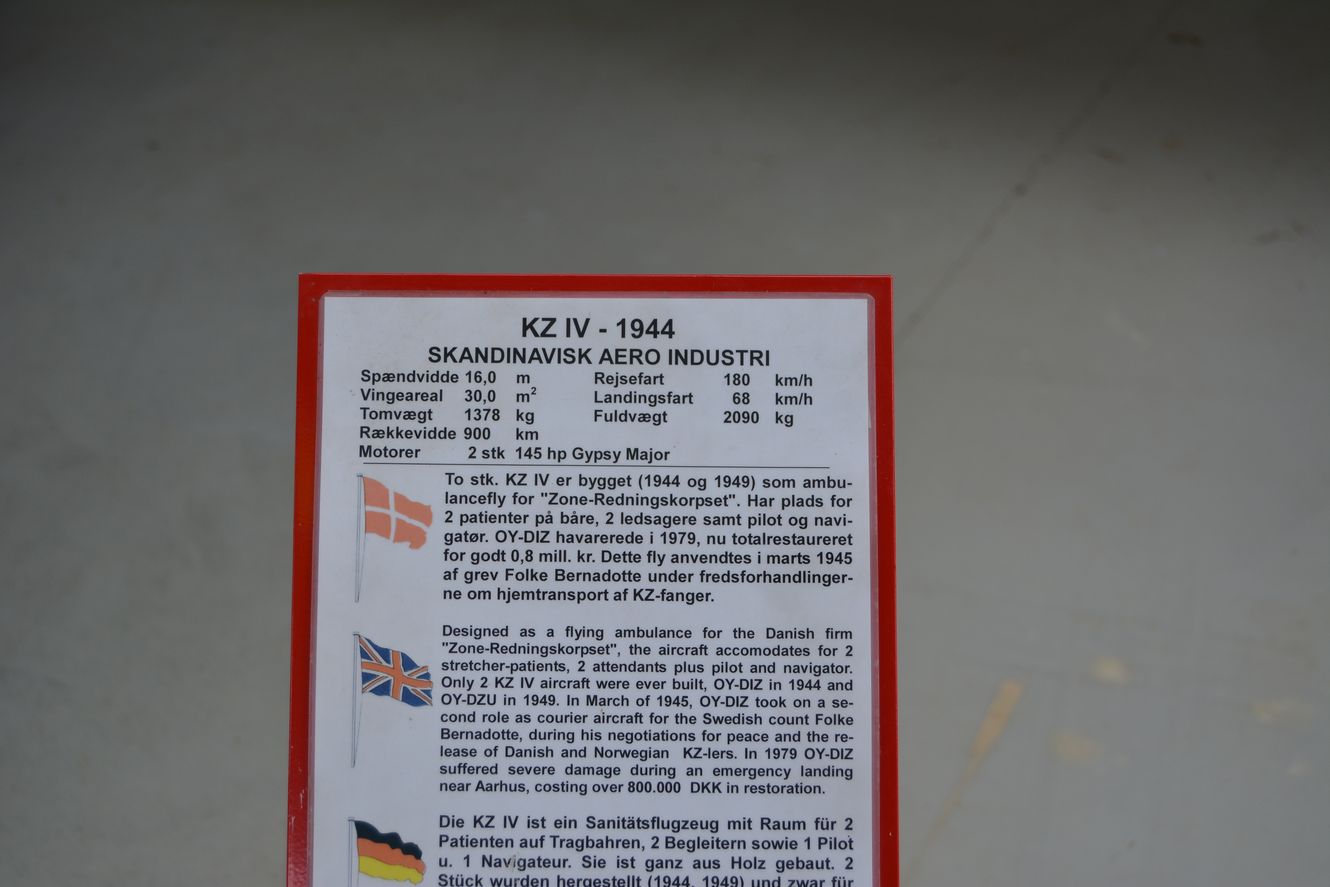 KZ IV - 1944
SKANDINAVISK AERO INDUSTRI
Spændvidde 16,0 m Rejsefart 180 km/h
Vingeareal 30,0 m² Landingsfart 68 km/h
Tomvægt 1378 kg Fuldvægt 2090 kg
Rækkevidde 900 km
Motorer 2 stk 145 hp Gypsy Major
To stk. KZ IV er bygget (1944 og 1949) som ambu-
lancefly for "Zone-Redningskorpset". Har plads for
2 patienter på båre, 2 ledsagere samt pilot og navi-
gatør. OY-DIZ havarerede i 1979, nu totalrestaureret
for godt 0,8 mill. kr. Dette fly anvendtes i marts 1945
af grev Folke Bernadotte under fredsforhandlinger-
ne om hjemtransport af KZ-fanger.
Designed as a flying ambulance for the Danish firm
"Zone-Redningskorpset", the aircraft accomodates for 2
stretcher-patients, 2 attendants plus pilot and navigator.
Only 2 KZ IV aircraft were ever built, OY-DIZ in 1944 and
OY-DZU in 1949. In March of 1945, OY-DIZ took on a se-
cond role as courier aircraft for the Swedish count Folke
Bernadotte, during his negotiations for peace and the re-
lease of Danish and Norwegian KZ-lers. In 1979 OY-DIZ
suffered severe damage during an emergency landing
near Aarhus, costing over 800.000 DKK in restoration.
Die KZ IV ist ein Sanitätsflugzeug mit Raum für 2
Patienten auf Tragbahren, 2 Begleitern sowie 1 Pilot
u. 1 Navigateur. Sie ist ganz aus Holz gebaut. 2
Stück wurden hergestellt (1944, 1949) und zwar für